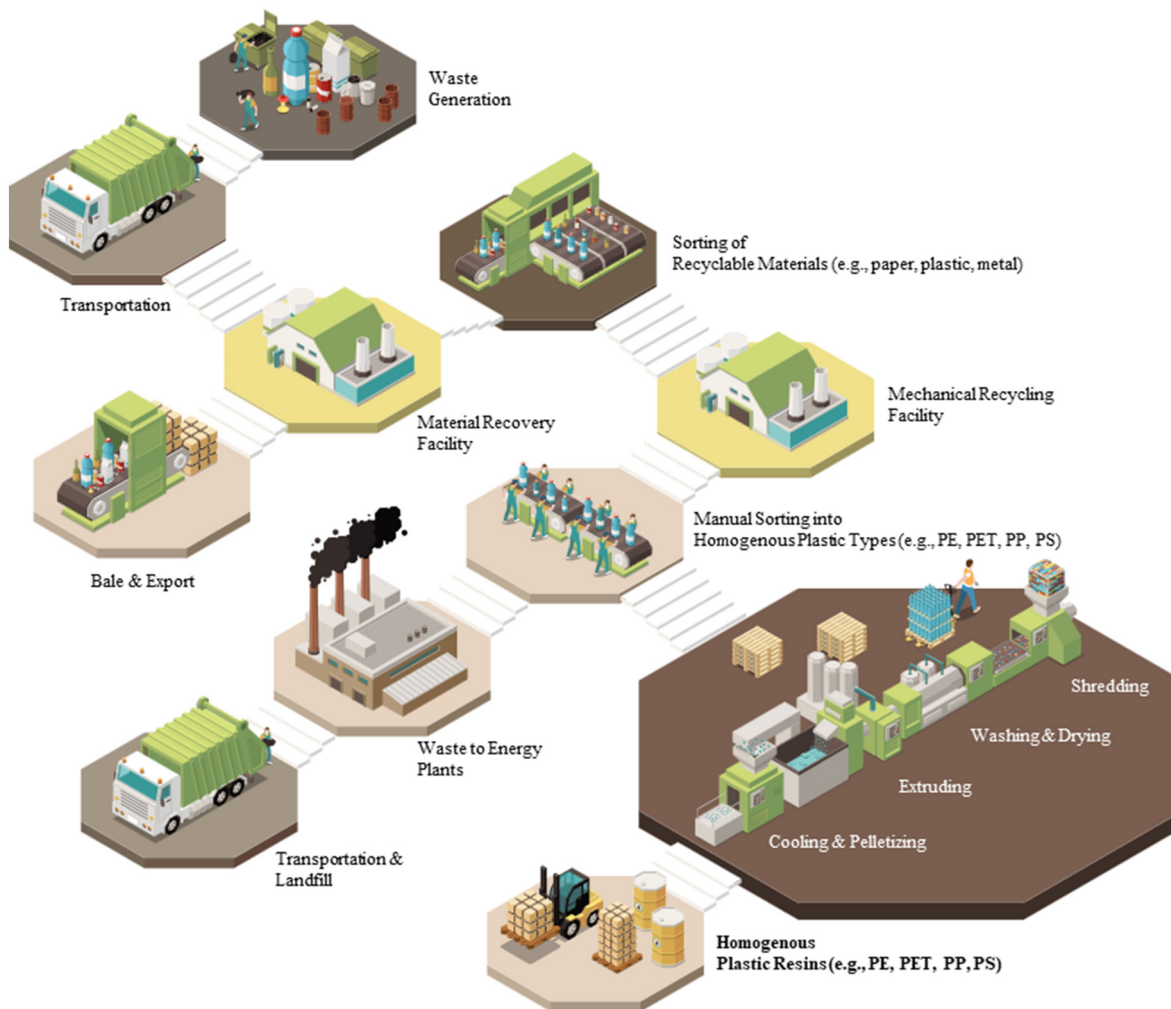 Waste
Generation
Sorting of
Recyclable Materials (e.g., paper, plastic, metal)
Transportation
Material Recovery
Facility
Mechanical Recycling
Facility
Manual Sorting into
Homogenous Plastic Types (e.g., PE, PET, PP, PS)
Bale & Export
Shredding
Washing & Drying
Waste to Energy
Plants
Extruding
Cooling & Pelletizing
Transportation &
Landfill
Homogenous
Plastic Resins (e.g., PE, PET, PP, PS)